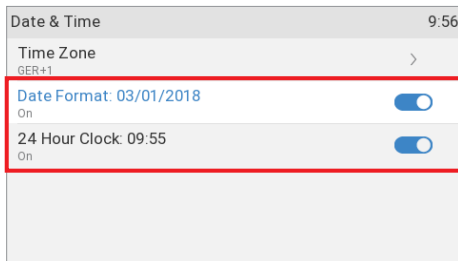 Date & Time 9:56
Time Zone
GER+1
Date Format: 03/01/2018
On
24 Hour Clock: 09:55
On